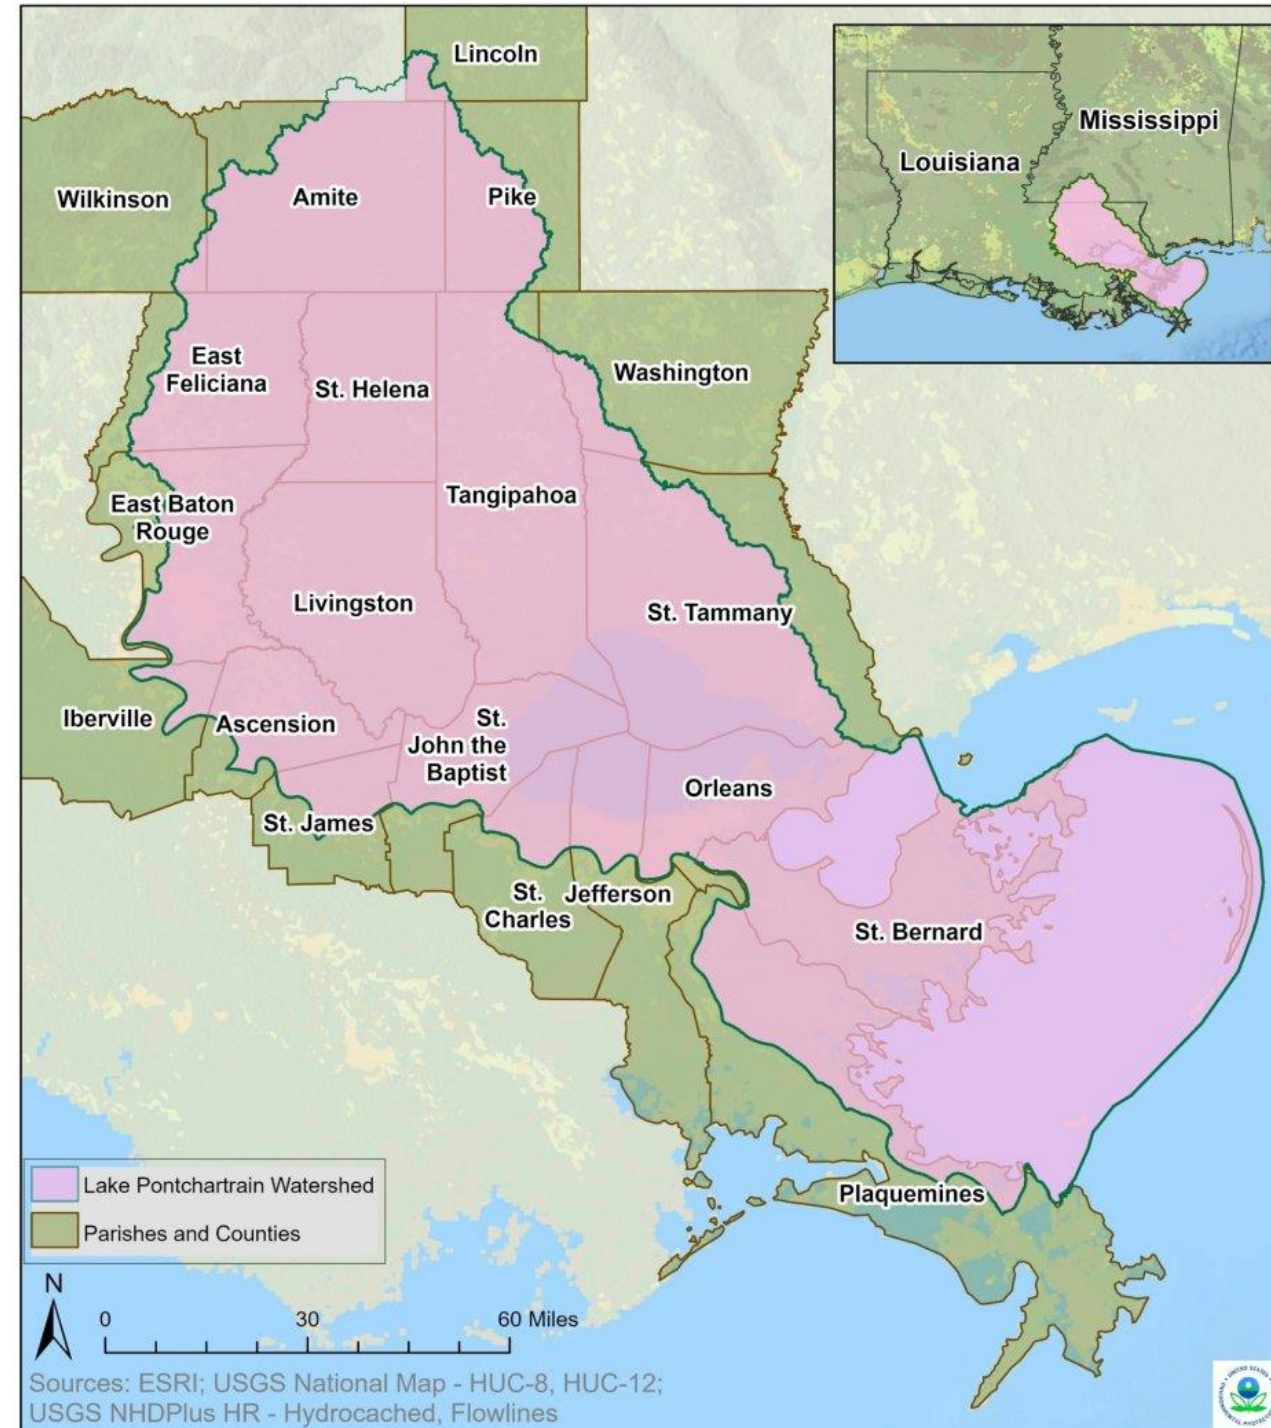 Lincoln
Mississippi
Louisiana
Wilkinson
Amite
Pike
East
Feliciana
St. Helena
Washington
East Baton
Rouge
Tangipahoa
Livingston
St. Tammany
Iberville
Ascension
St.
John the
Baptist
Orleans
St. James
St.
Charles
Jefferson
St. Bernard
Plaquemines
Lake Pontchartrain Watershed
Parishes and Counties
N
0 30 60 Miles
Sources: ESRI; USGS National Map - HUC-8, HUC-12;
USGS NHDPlus HR - Hydrocached, Flowlines